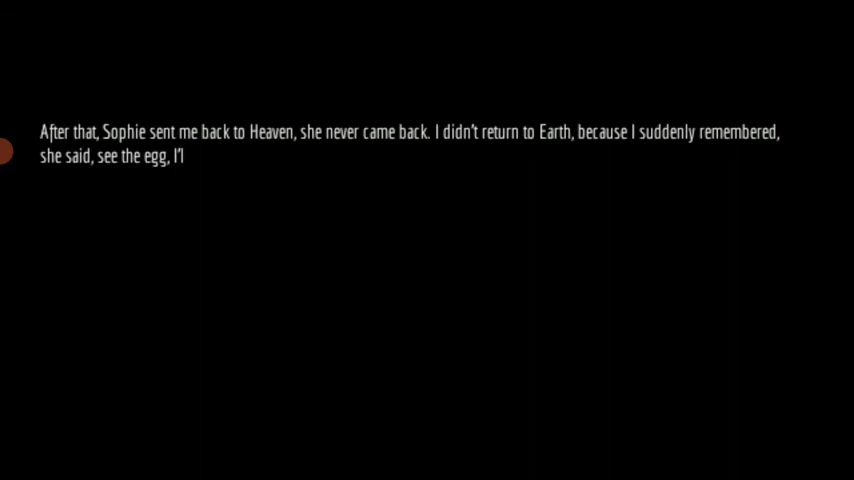 After that, Sophie sent me back to Heaven, she never came back. I didn't return to Earth, because I suddenly remembered,
she said, see the egg, I'l